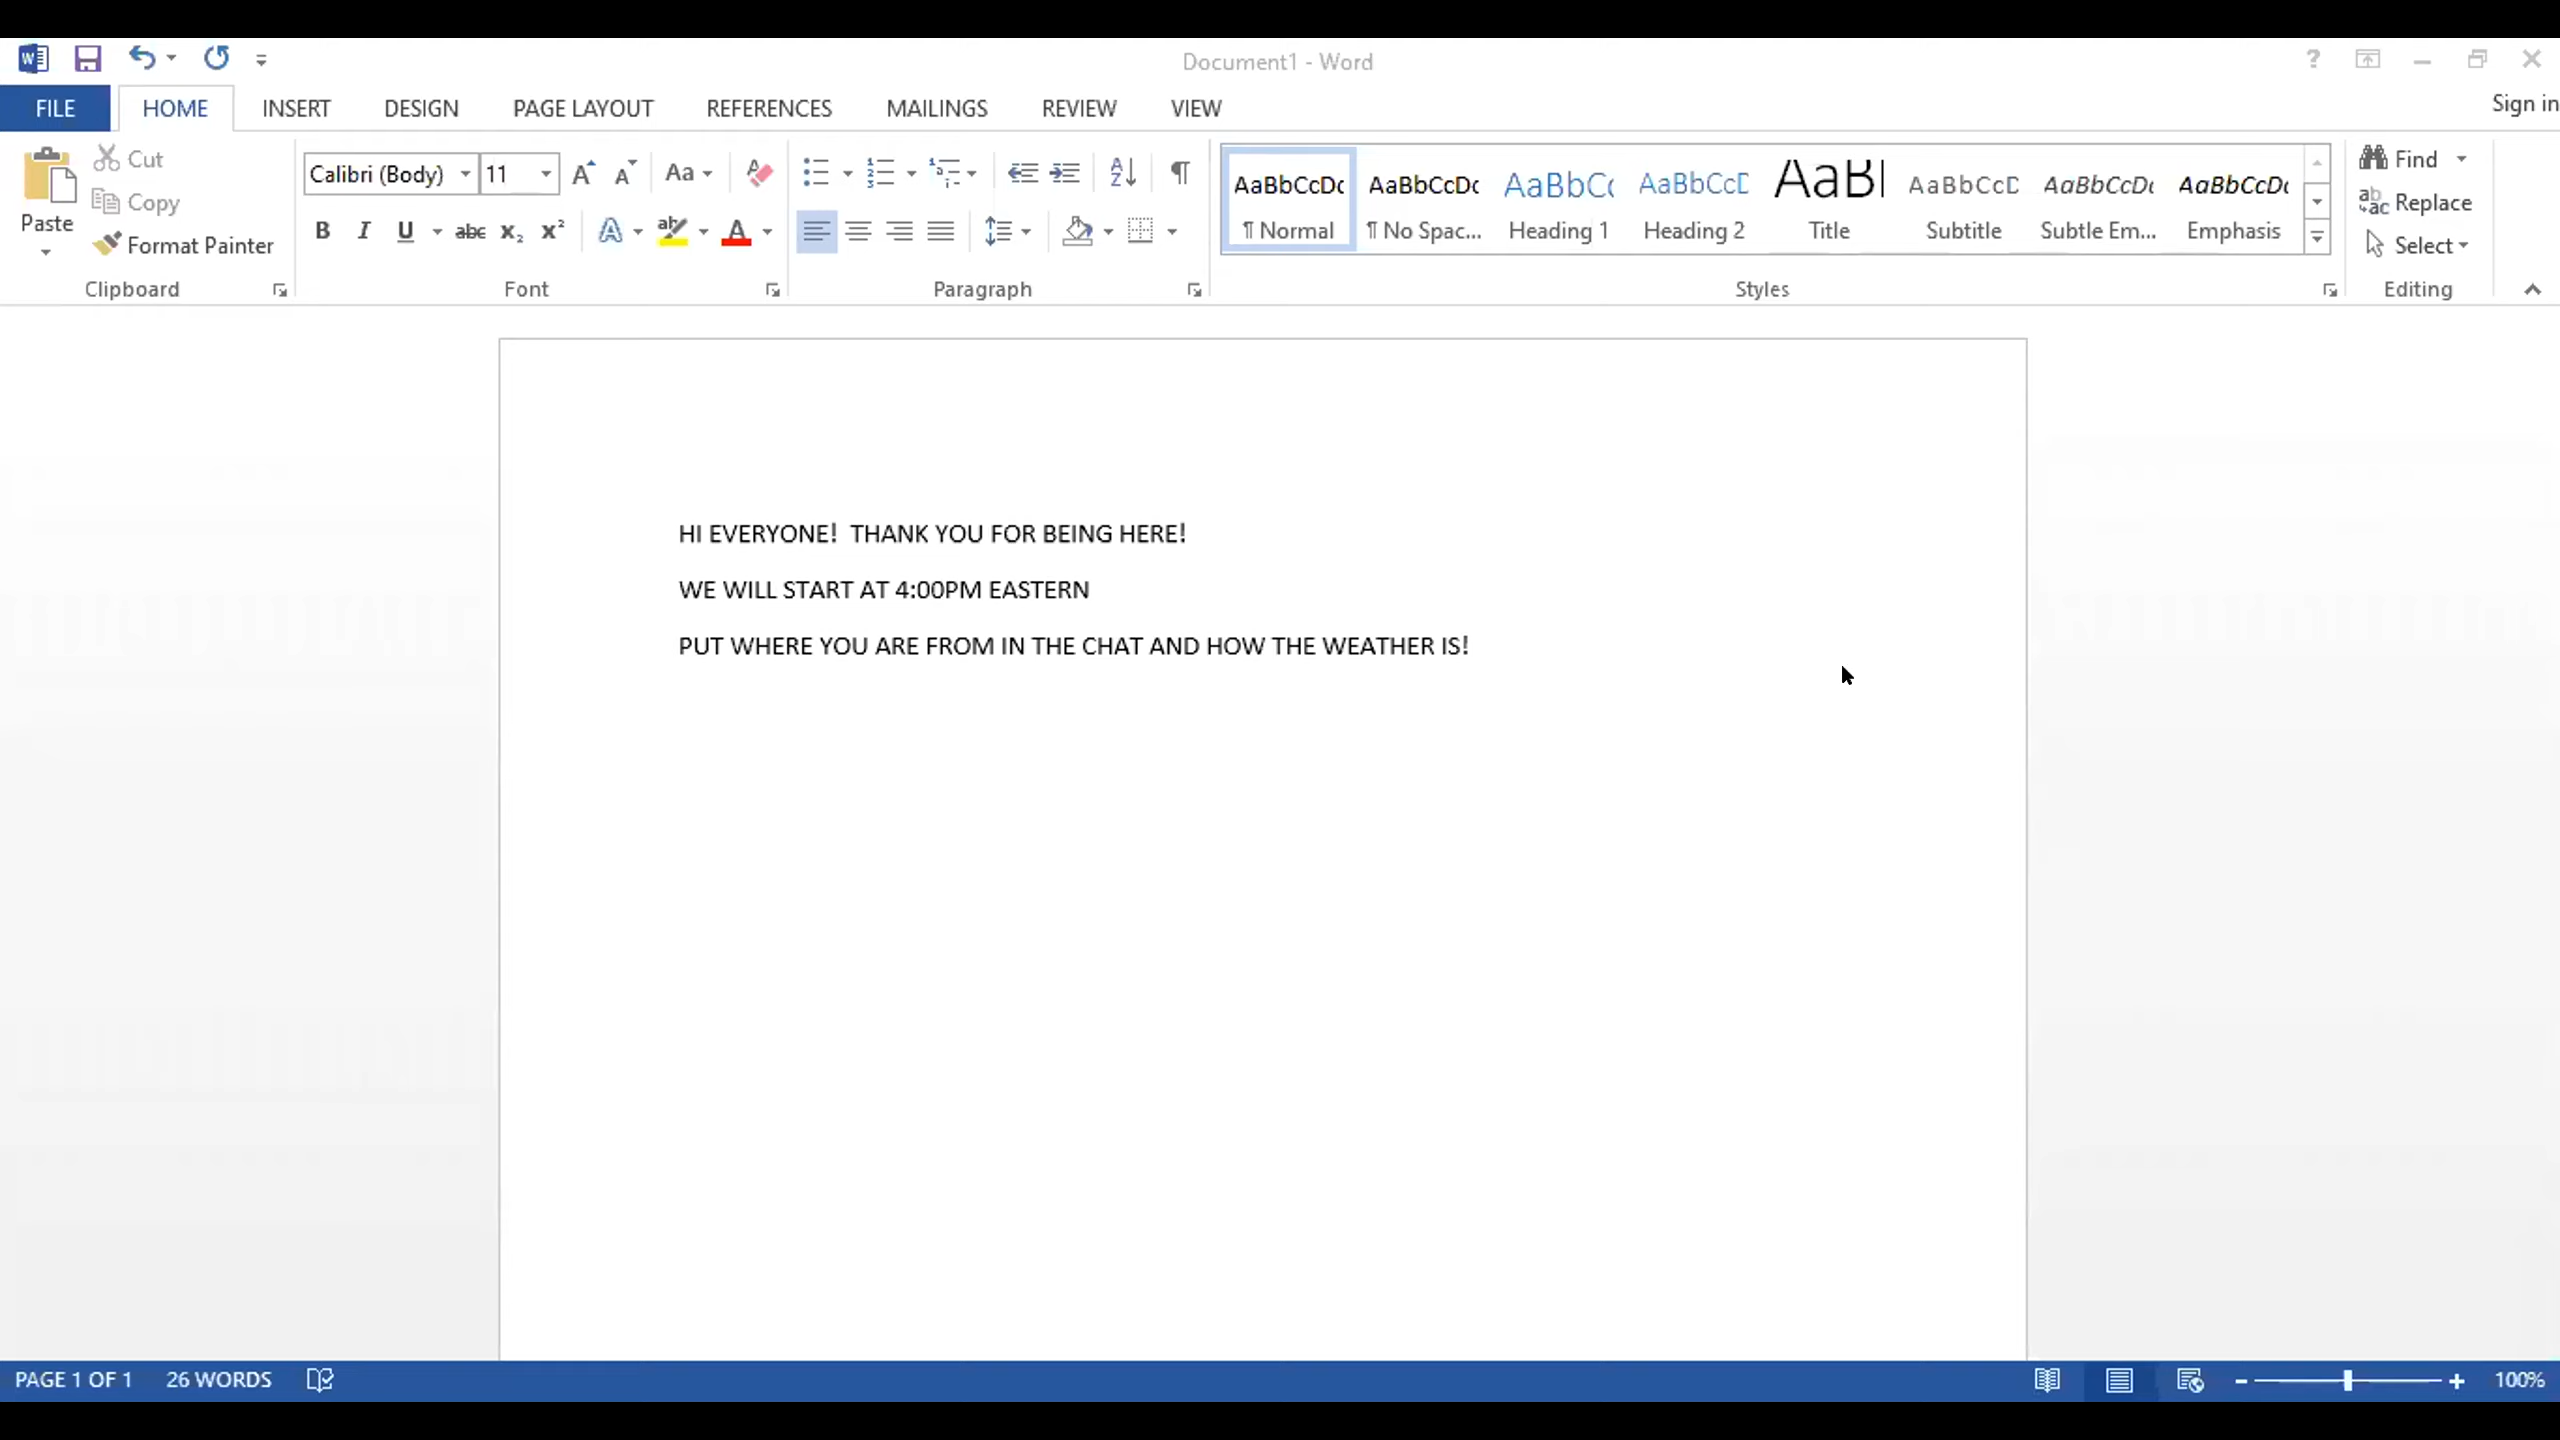 Document1 - Word
FILE HOME INSERT DESIGN PAGE LAYOUT REFERENCES MAILINGS REVIEW VIEW Sign in
Paste
Cut
Copy
Format Painter
Clipboard
Calibri (Body) 11
Font
Paragraph
AaBbCcDc AaBbCcDc AaBbC AaBbCcD AaB AaBbCcD AaBbCcDc AaBbCcDc
¶ Normal ¶ No Spac... Heading 1 Heading 2 Title Subtitle Subtle Em... Emphasis
Styles
Find
Replace
Select
Editing
HI EVERYONE!  THANK YOU FOR BEING HERE!
WE WILL START AT 4:00PM EASTERN
PUT WHERE YOU ARE FROM IN THE CHAT AND HOW THE WEATHER IS!
PAGE 1 OF 1 26 WORDS 100%